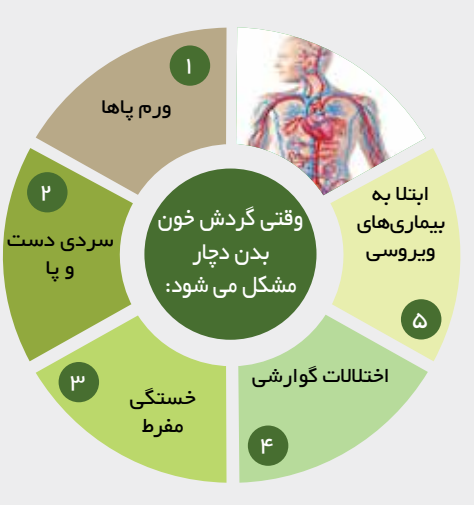 وقتی گردش خون
بدن دچار
مشکل می شود:
۱
ورم پاها
۲
سردی دست
و پا
۳
خستگی
مفرط
۴
اختلالات گوارشی
۵
ابتلا به
بیماری‌های
ویروسی